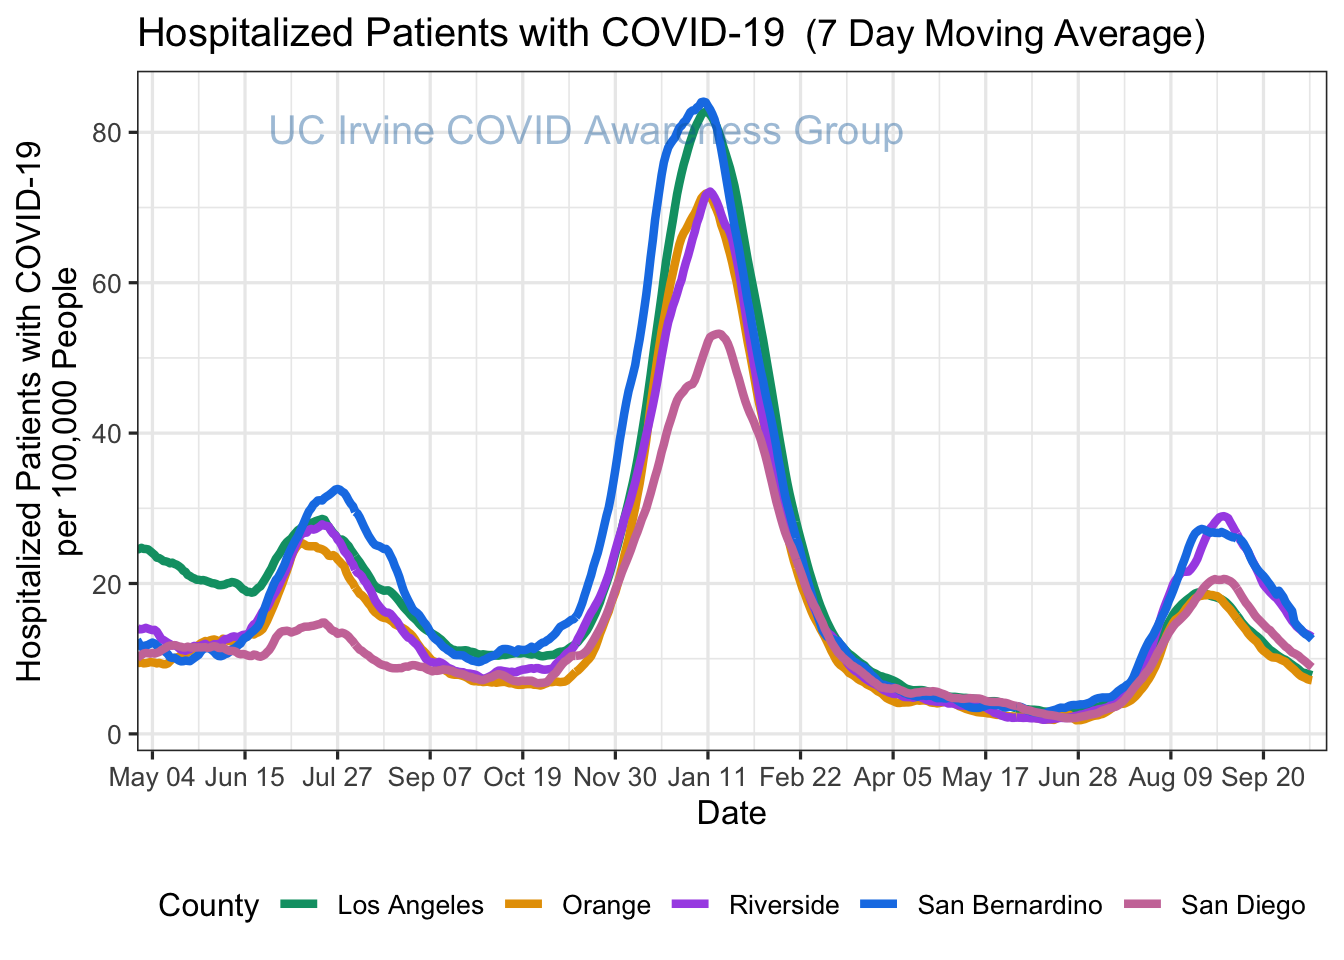 Hospitalized Patients with COVID-19 (7 Day Moving Average)
Hospitalized Patients with COVID-19
per 100,000 People
80
60
40
20
0
UC Irvine COVID Awareness Group
May 04 Jun 15 Jul 27 Sep 07 Oct 19 Nov 30 Jan 11 Feb 22 Apr 05 May 17 Jun 28 Aug 09 Sep 20
Date
County Los Angeles Orange Riverside San Bernardino San Diego